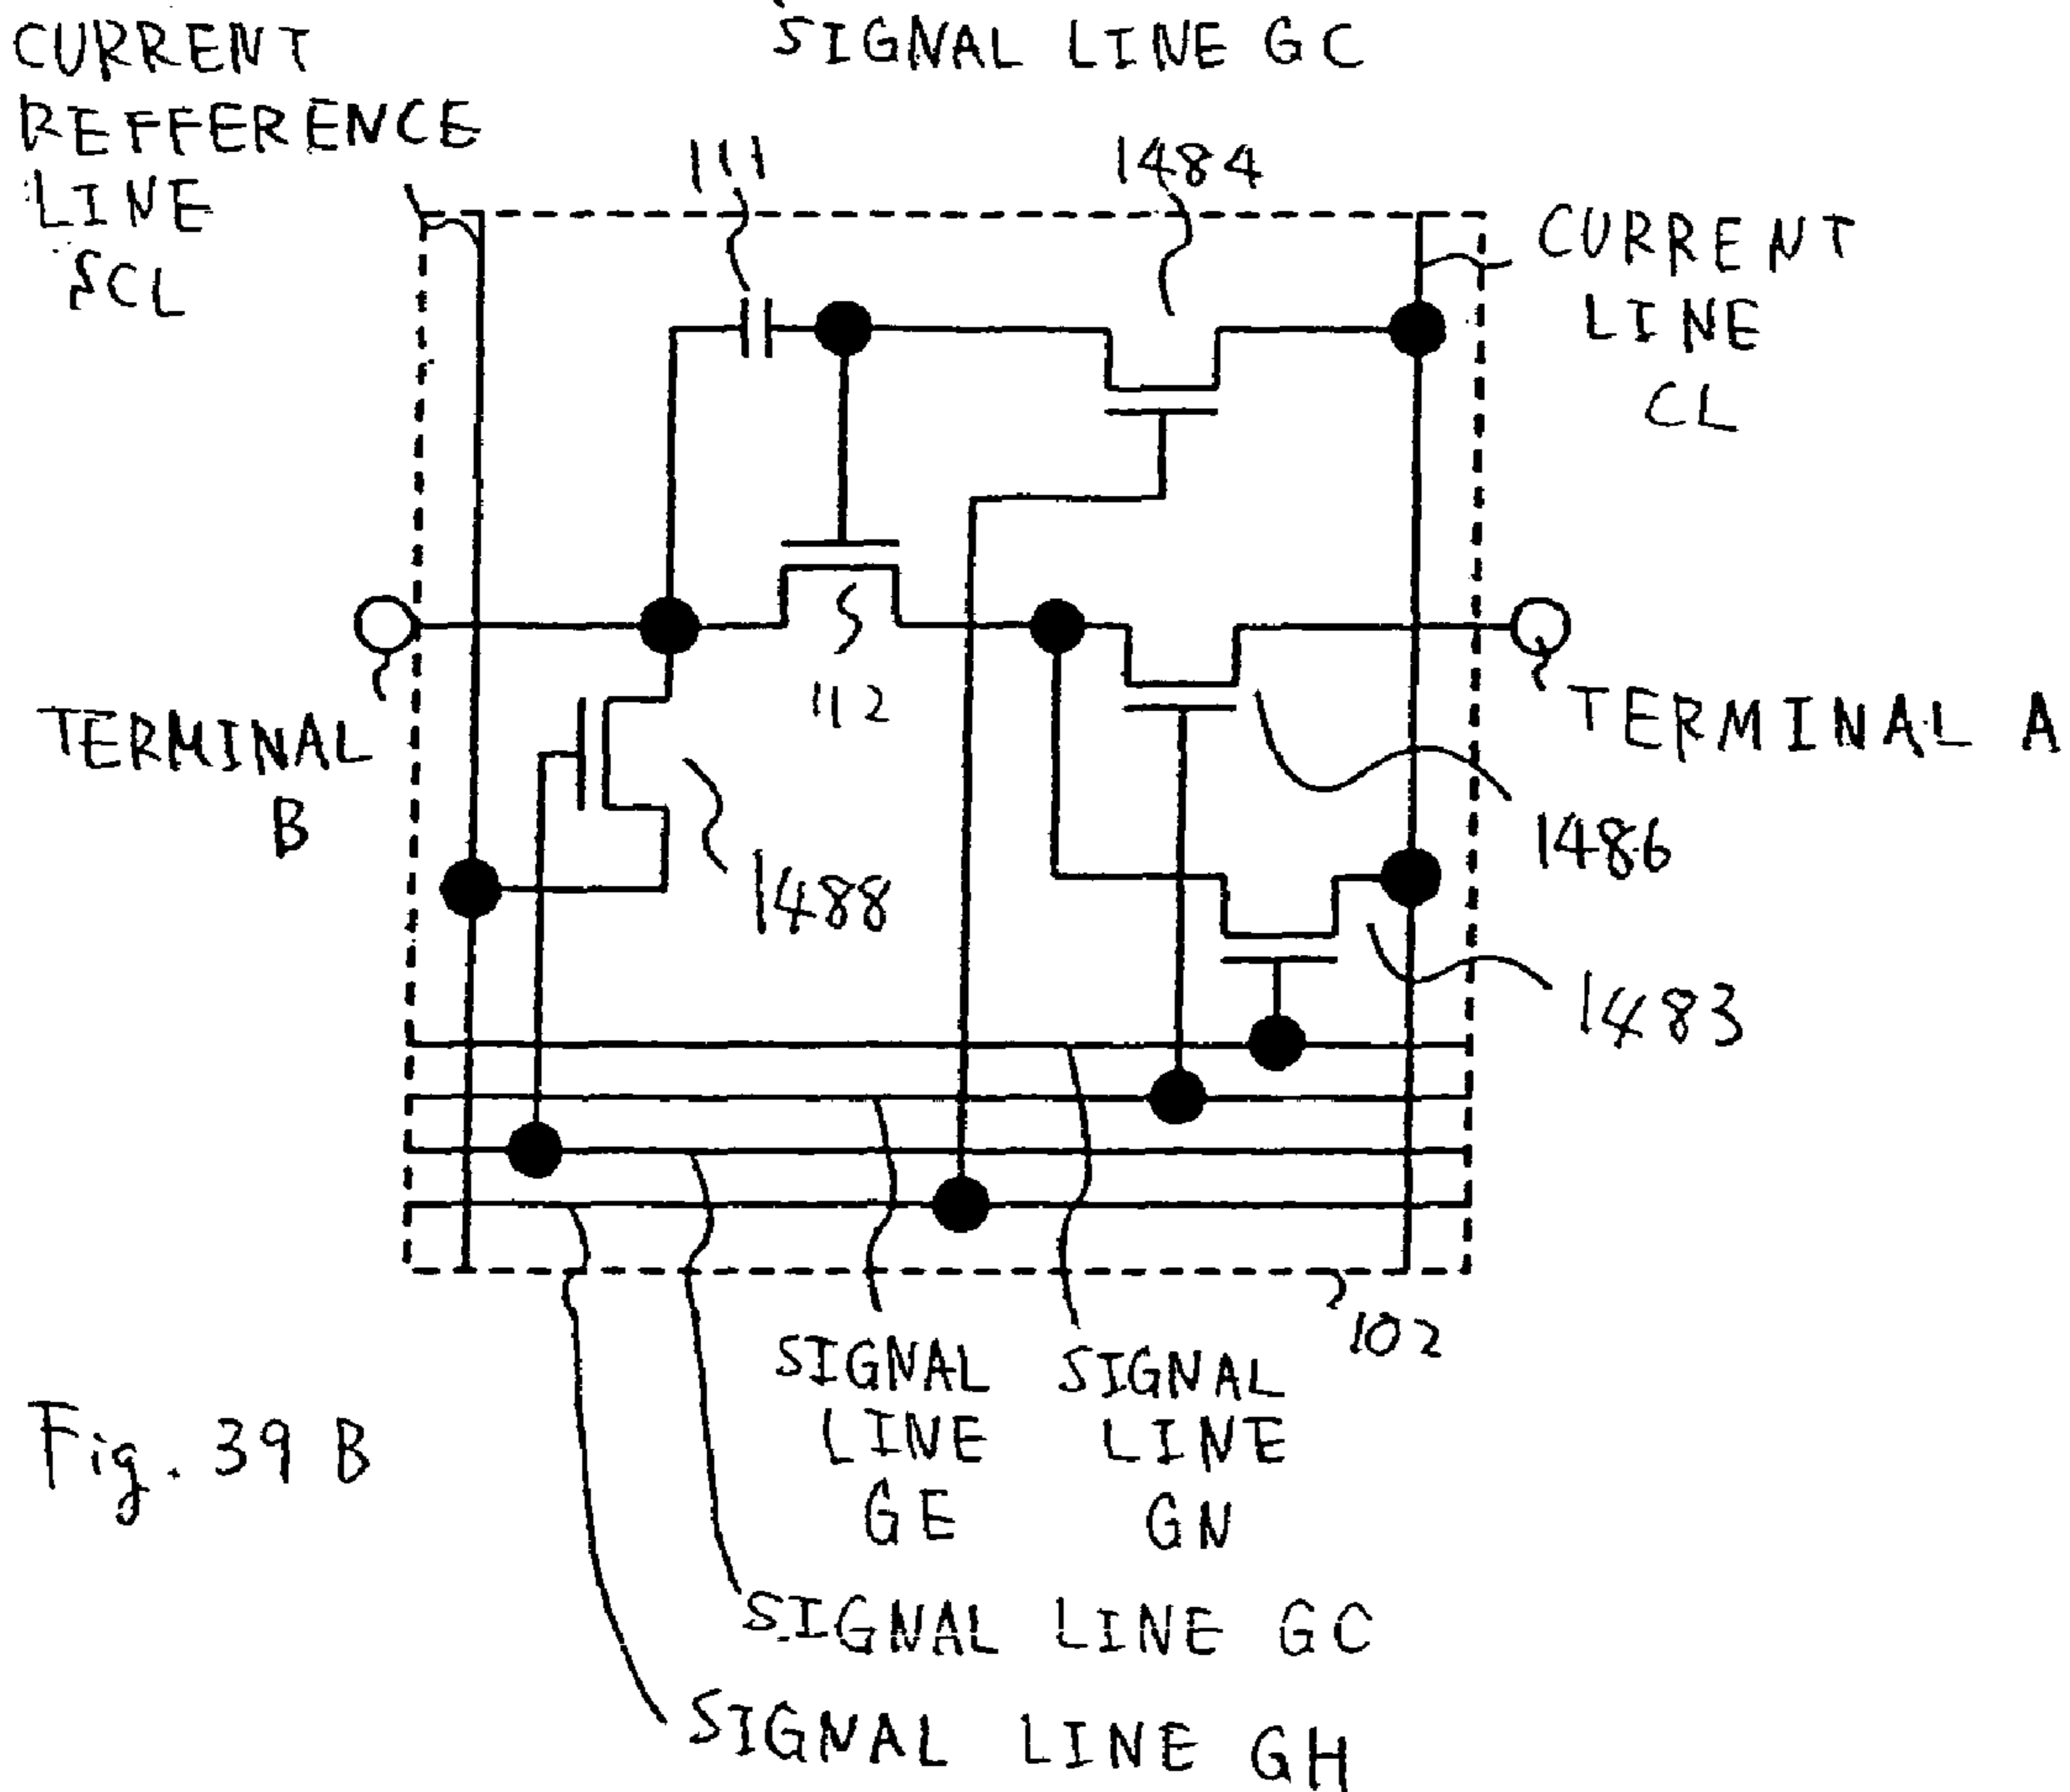 SIGNAL LINE GC
CURRENT
REFFERENCE
LINE
SCL
111
1484
CURRENT
LINE
CL
112
TERMINAL
B
TERMINAL A
1486
1488
1483
102
SIGNAL
LINE
GE
SIGNAL
LINE
GN
Fig. 39 B
SIGNAL LINE GC
SIGNAL LINE GH